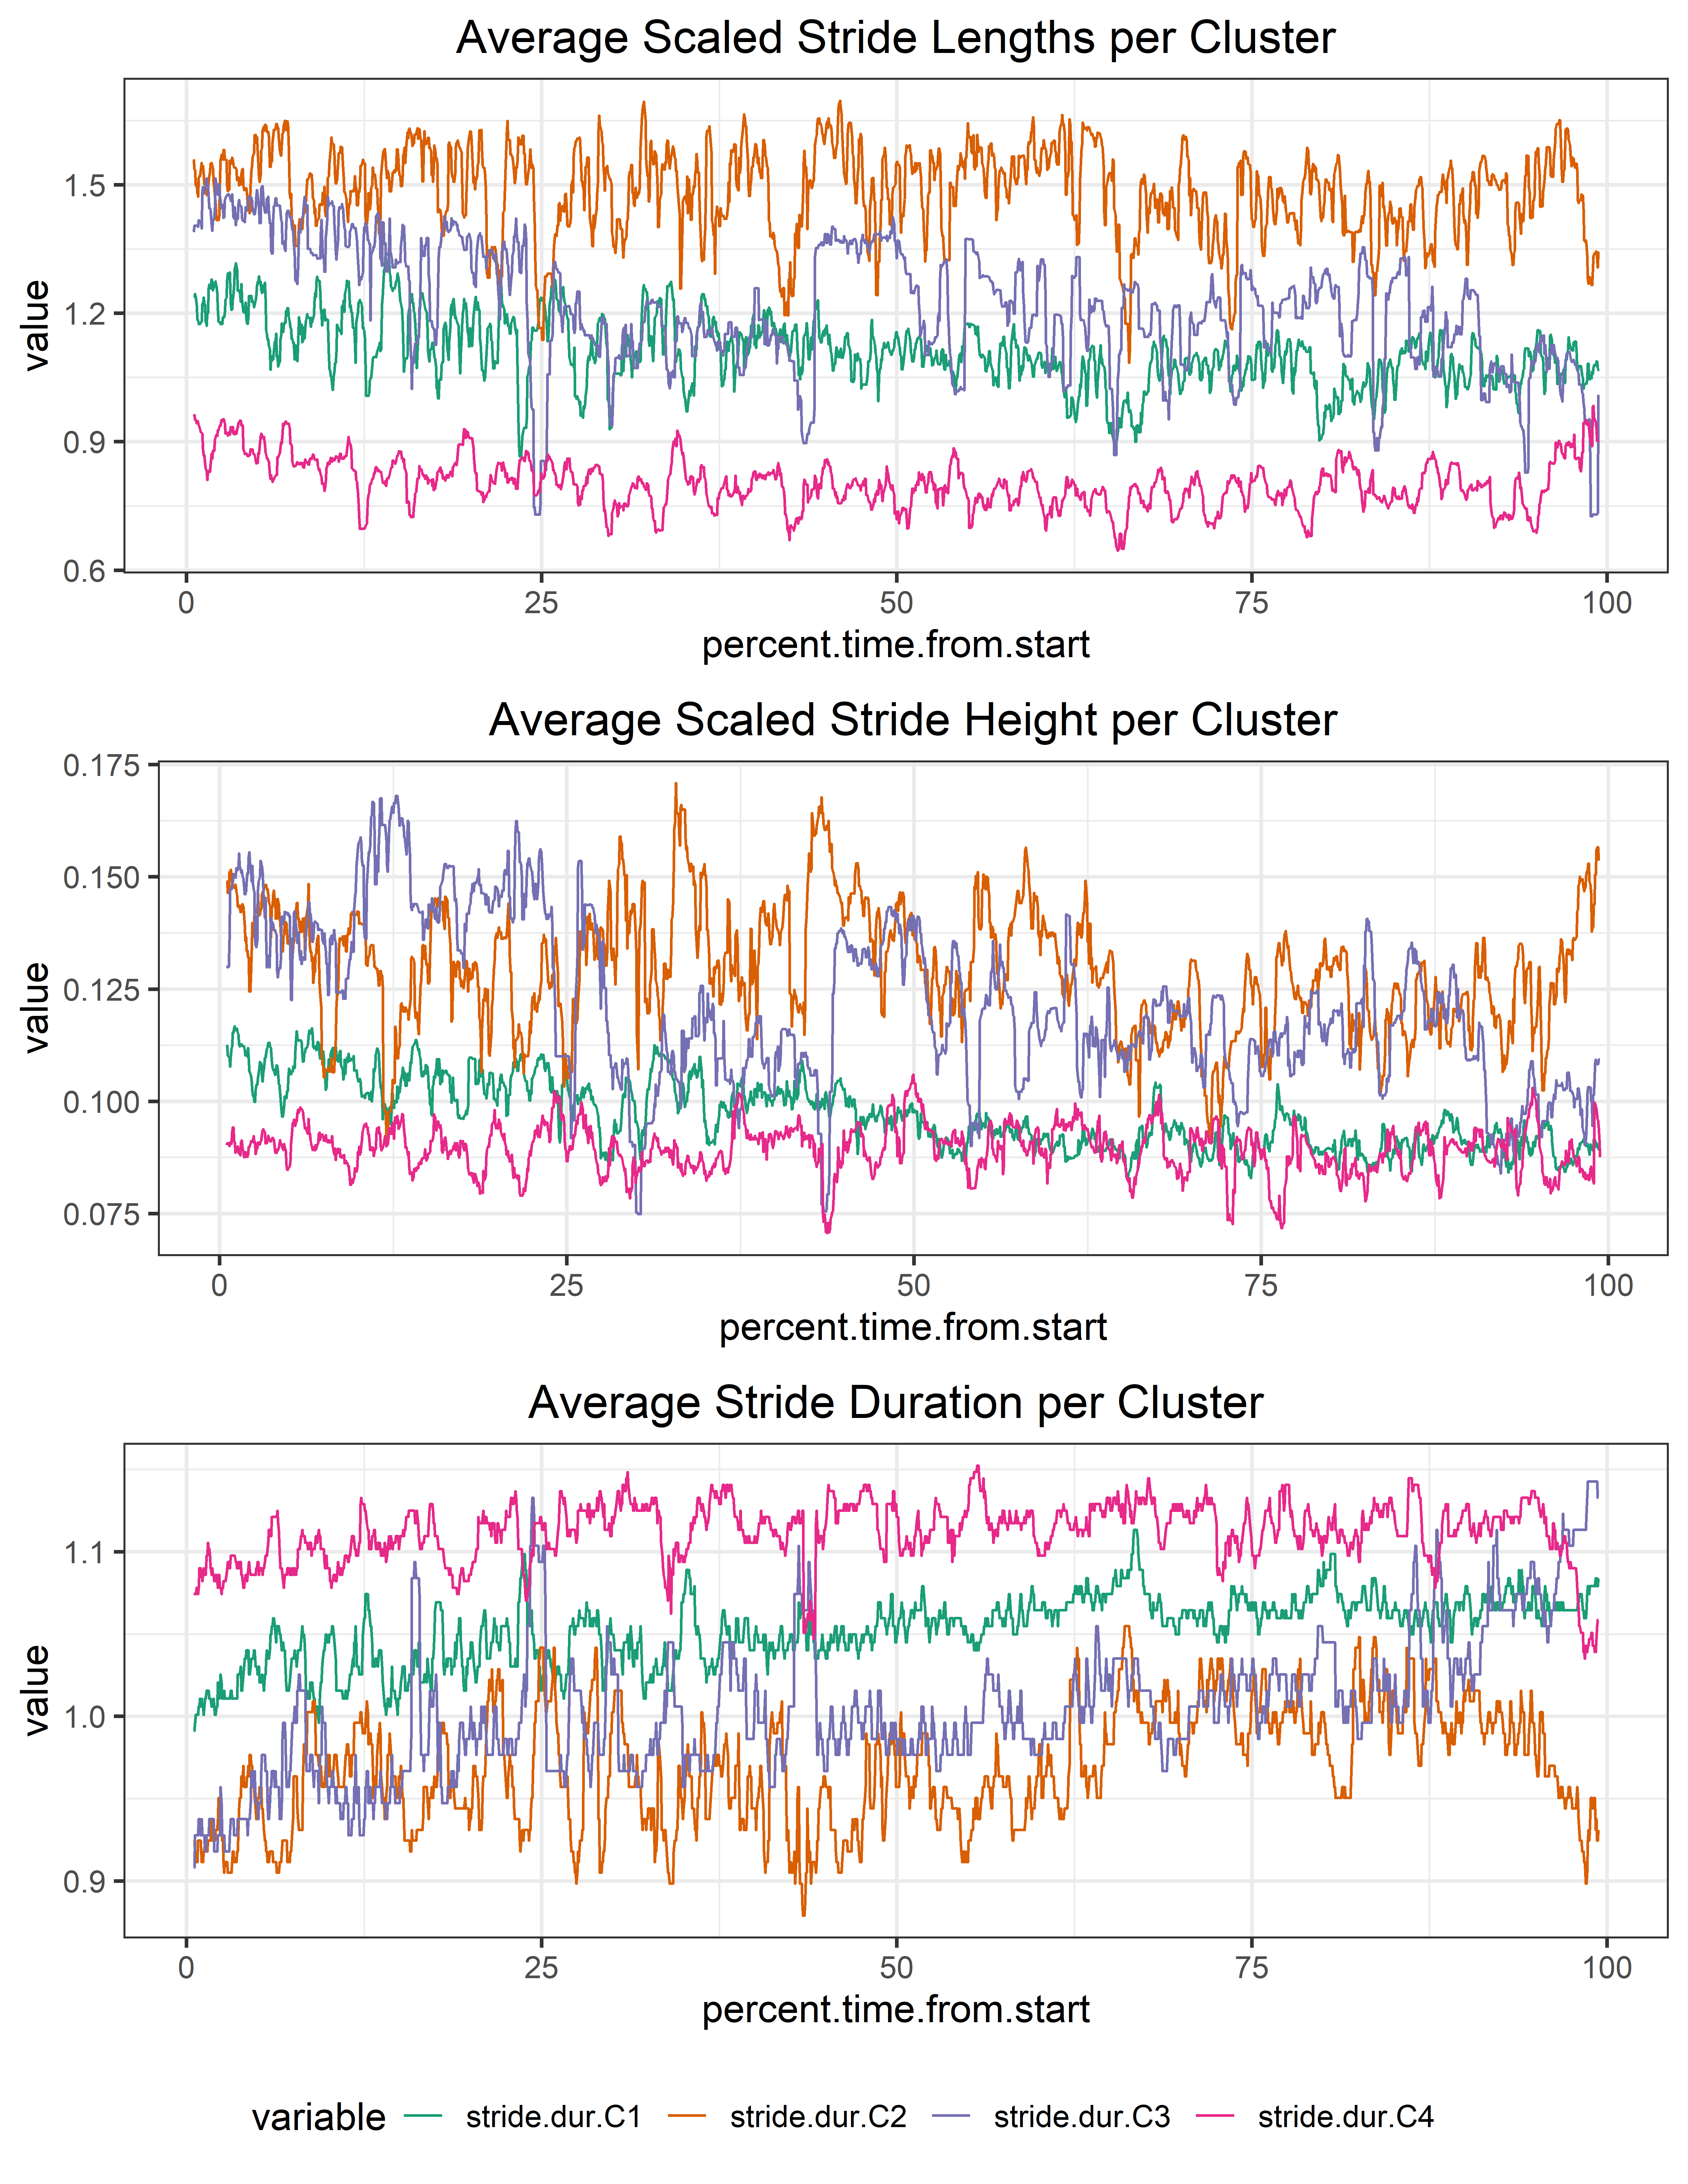 Average Scaled Stride Lengths per Cluster
1.5
1.2
0.9
0.6
value
0 25 50 75 100
percent.time.from.start
Average Scaled Stride Height per Cluster
0.175
0.150
0.125
0.100
0.075
value
0 25 50 75 100
percent.time.from.start
Average Stride Duration per Cluster
1.1
1.0
0.9
value
0 25 50 75 100
percent.time.from.start
variable stride.dur.C1 stride.dur.C2 stride.dur.C3 stride.dur.C4